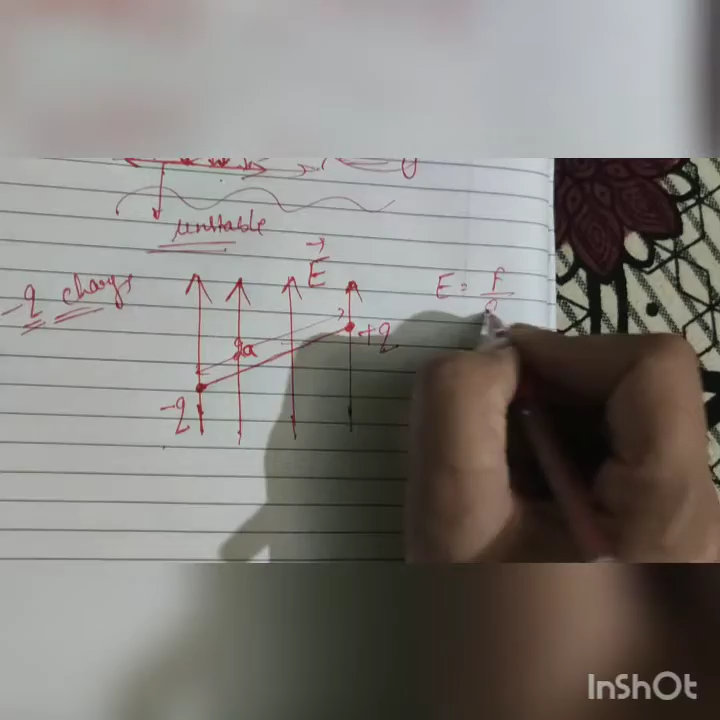 unstable
-q charge
E
E = F
2a
+q
-q
InShOt